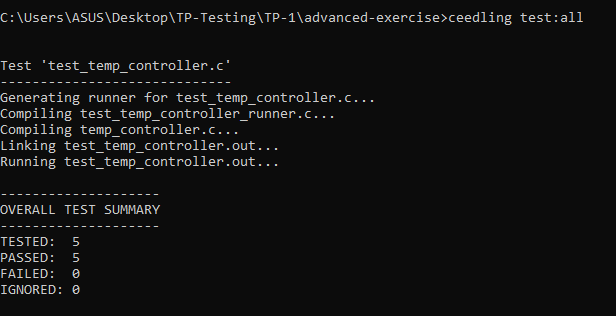 C:\Users\ASUS\Desktop\TP-Testing\TP-1\advanced-exercise>ceedling test:all
Test 'test_temp_controller.c'
-----------------------------
Generating runner for test_temp_controller.c...
Compiling test_temp_controller_runner.c...
Compiling temp_controller.c...
Linking test_temp_controller.out...
Running test_temp_controller.out...
--------------------
OVERALL TEST SUMMARY
--------------------
TESTED:  5
PASSED:  5
FAILED:  0
IGNORED: 0